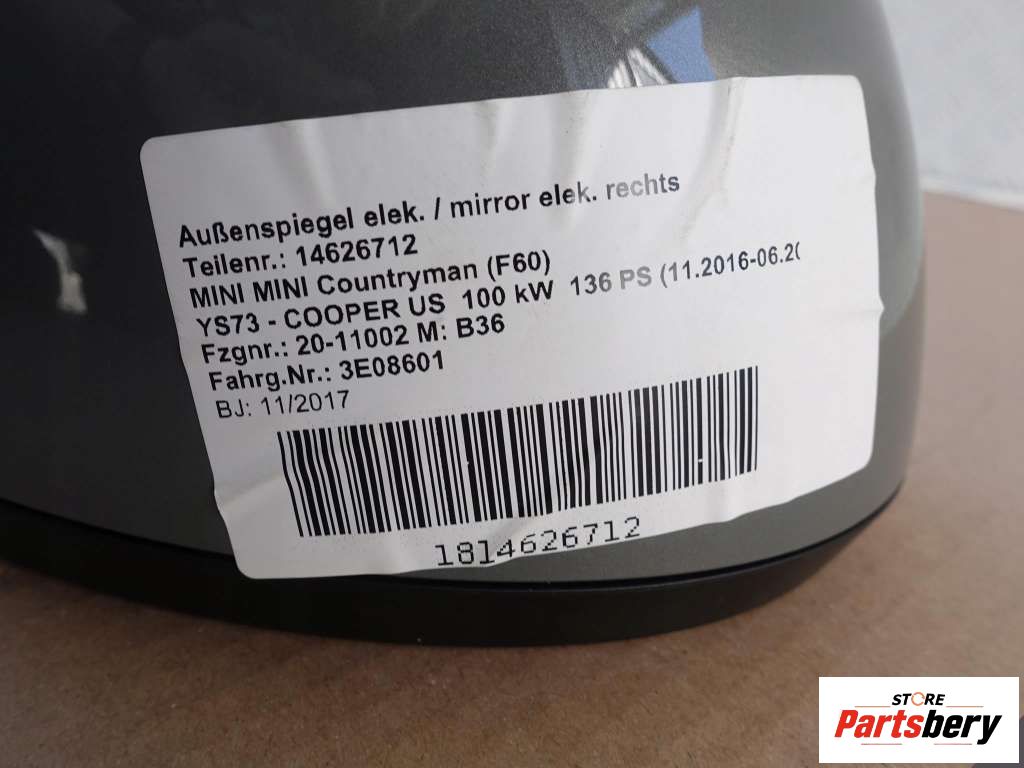 Außenspiegel elek. / mirror elek. rechts
Teilenr.: 14626712
MINI MINI Countryman (F60)
YS73 - COOPER US 100 kW 136 PS (11.2016-06.20
Fzgnr.: 20-11002 M: B36
Fahrg.Nr.: 3E08601
BJ: 11/2017
1814626712
STORE
Partsbery